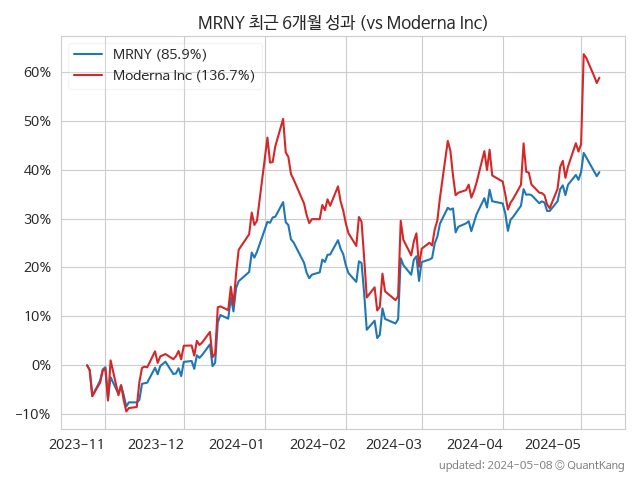 MRNY 최근 6개월 성과 (vs Moderna Inc)
MRNY (85.9%)
Moderna Inc (136.7%)
60%
50%
40%
30%
20%
10%
0%
−10%
2023-11 2023-12 2024-01 2024-02 2024-03 2024-04 2024-05
updated: 2024-05-08 © QuantKang